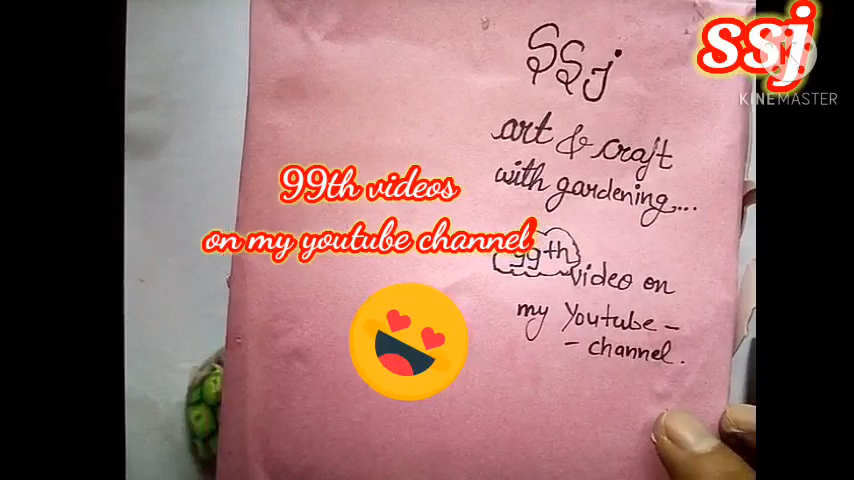 ssj
KINEMASTER
SSj
art & craft
with gardening...
99th videos
on my youtube channel
99th
video on
my Youtube -
- channel.